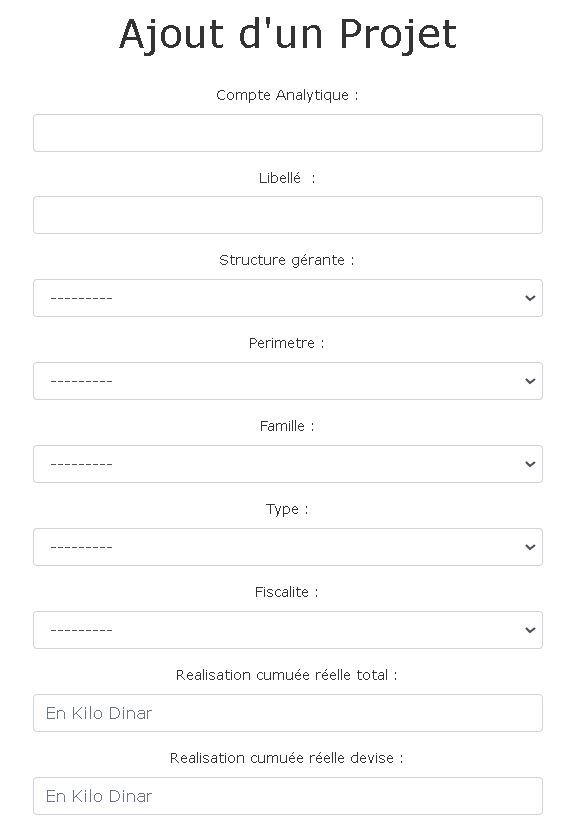 Ajout d'un Projet
Compte Analytique :
Libellé  :
Structure gérante :
---------
Perimetre :
---------
Famille :
---------
Type :
---------
Fiscalite :
---------
Realisation cumuée réelle total :
En Kilo Dinar
Realisation cumuée réelle devise :
En Kilo Dinar